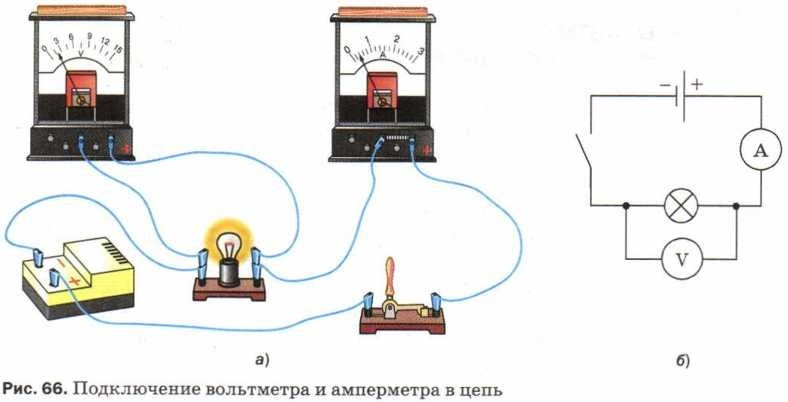 0 3 6 9 12 15
V
+
0 1 2 3
A
+
− +
− +
A
V
а)
б)
Рис. 66. Подключение вольтметра и амперметра в цепь